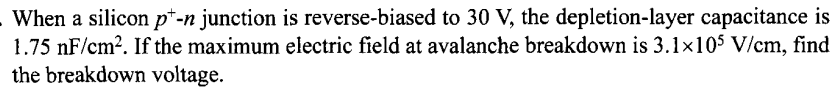 . When a silicon p⁺-n junction is reverse-biased to 30 V, the depletion-layer capacitance is
1.75 nF/cm². If the maximum electric field at avalanche breakdown is 3.1×10⁵ V/cm, find
the breakdown voltage.